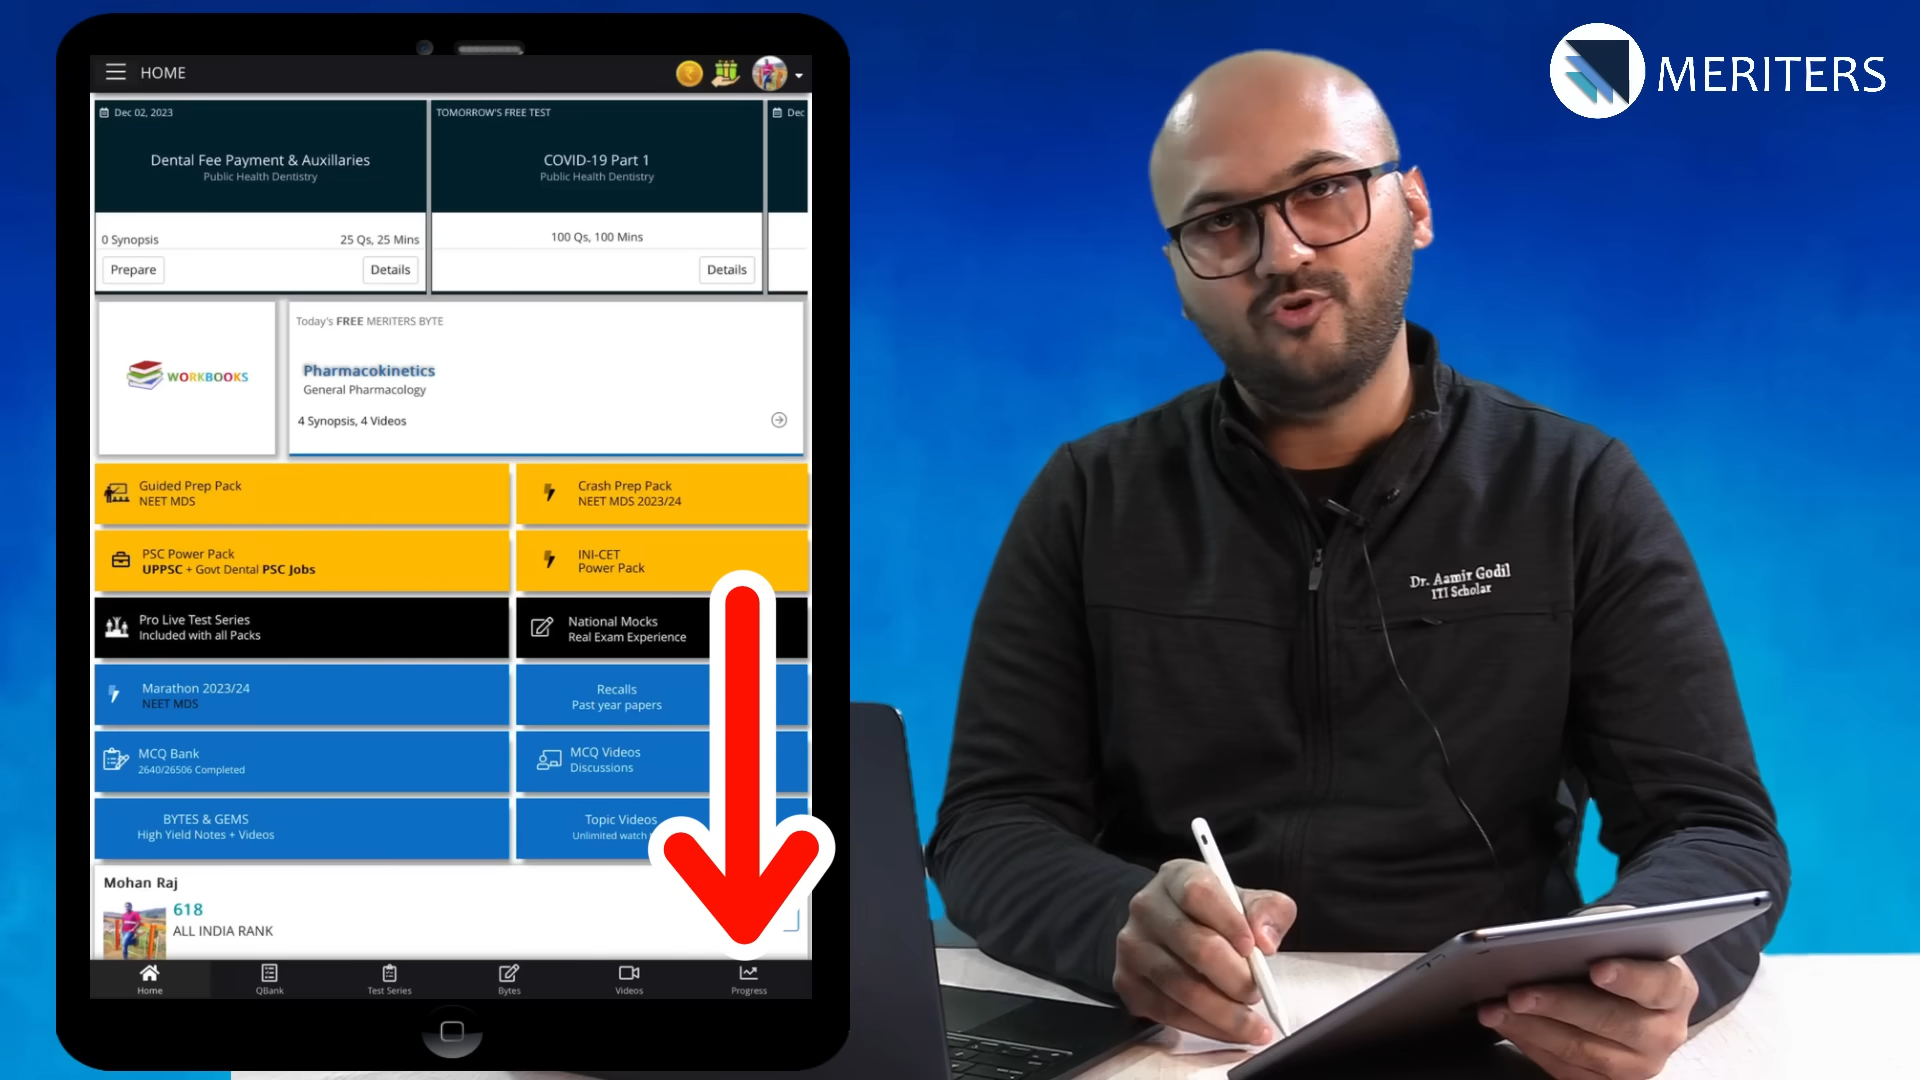 HOME
Dec 02, 2023
Dental Fee Payment & Auxillaries
Public Health Dentistry
0 Synopsis
25 Qs, 25 Mins
Prepare
Details
TOMORROW'S FREE TEST
COVID-19 Part 1
Public Health Dentistry
100 Qs, 100 Mins
Details
Dec
WORKBOOKS
Today's FREE MERITERS BYTE
Pharmacokinetics
General Pharmacology
4 Synopsis, 4 Videos
Guided Prep Pack
NEET MDS
Crash Prep Pack
NEET MDS 2023/24
PSC Power Pack
UPPSC + Govt Dental PSC Jobs
INI-CET
Power Pack
Pro Live Test Series
Included with all Packs
National Mocks
Real Exam Experience
Marathon 2023/24
NEET MDS
Recalls
Past year papers
MCQ Bank
2640/26506 Completed
MCQ Videos
Discussions
BYTES & GEMS
High Yield Notes + Videos
Topic Videos
Unlimited watch
Mohan Raj
618
ALL INDIA RANK
Home
QBank
Test Series
Bytes
Videos
Progress
MERITERS
Dr. Aamir Godil
ITI Scholar